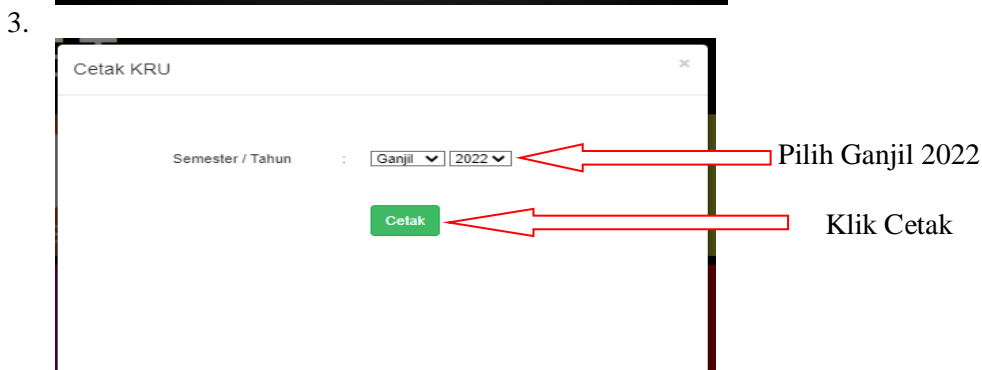 3.
Cetak KRU ×
Semester / Tahun : Ganjil 2022 Pilih Ganjil 2022
Cetak Klik Cetak